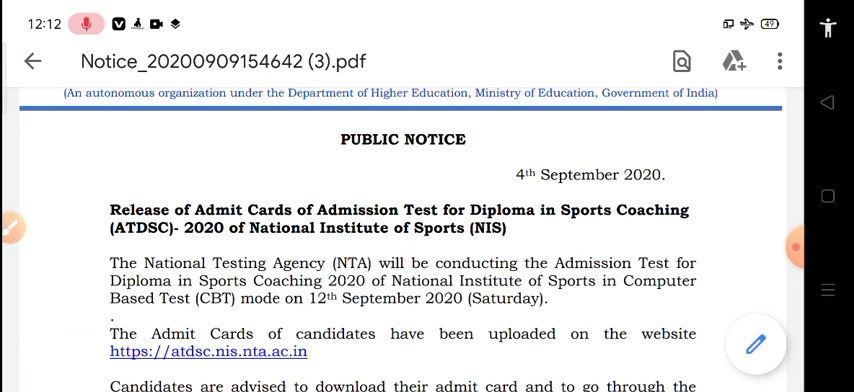 12:12
49
Notice_20200909154642 (3).pdf
(An autonomous organization under the Department of Higher Education, Ministry of Education, Government of India)
PUBLIC NOTICE
4th September 2020.
Release of Admit Cards of Admission Test for Diploma in Sports Coaching
(ATDSC)- 2020 of National Institute of Sports (NIS)
The National Testing Agency (NTA) will be conducting the Admission Test for
Diploma in Sports Coaching 2020 of National Institute of Sports in Computer
Based Test (CBT) mode on 12th September 2020 (Saturday).
.
The Admit Cards of candidates have been uploaded on the website
https://atdsc.nis.nta.ac.in
Candidates are advised to download their admit card and to go through the